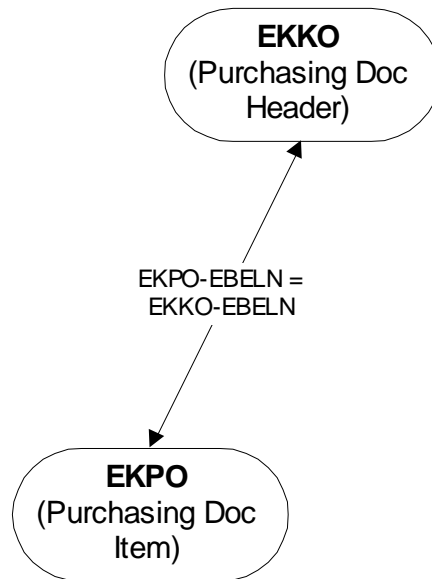 EKKO
(Purchasing Doc
Header)
EKPO-EBELN =
EKKO-EBELN
EKPO
(Purchasing Doc
Item)